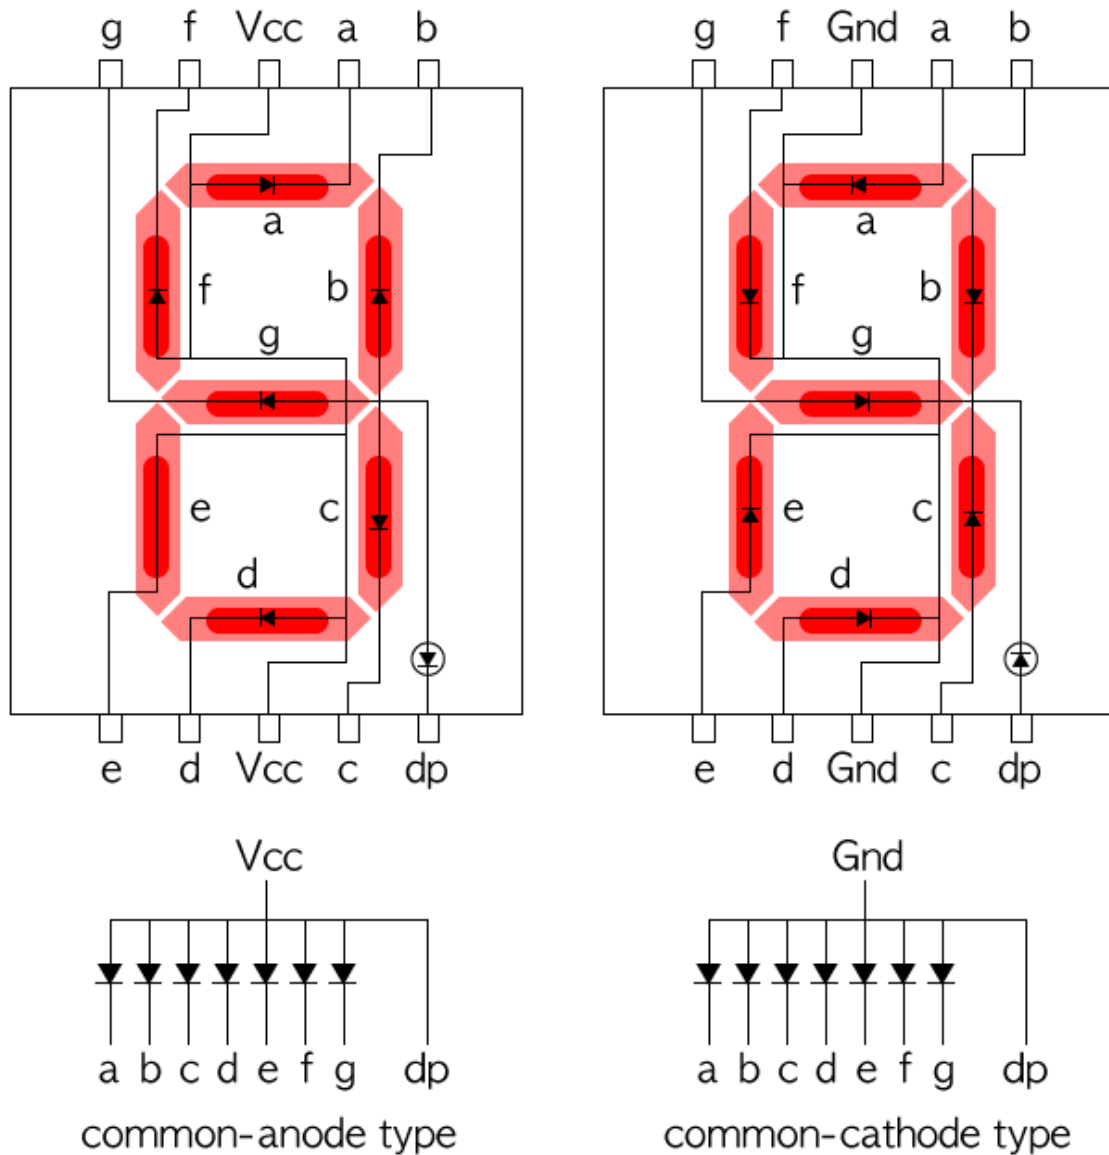 g f Vcc a b
a
f b
g
e c
d
e d Vcc c dp
Vcc
a b c d e f g dp
common-anode type
g f Gnd a b
a
f b
g
e c
d
e d Gnd c dp
Gnd
a b c d e f g dp
common-cathode type